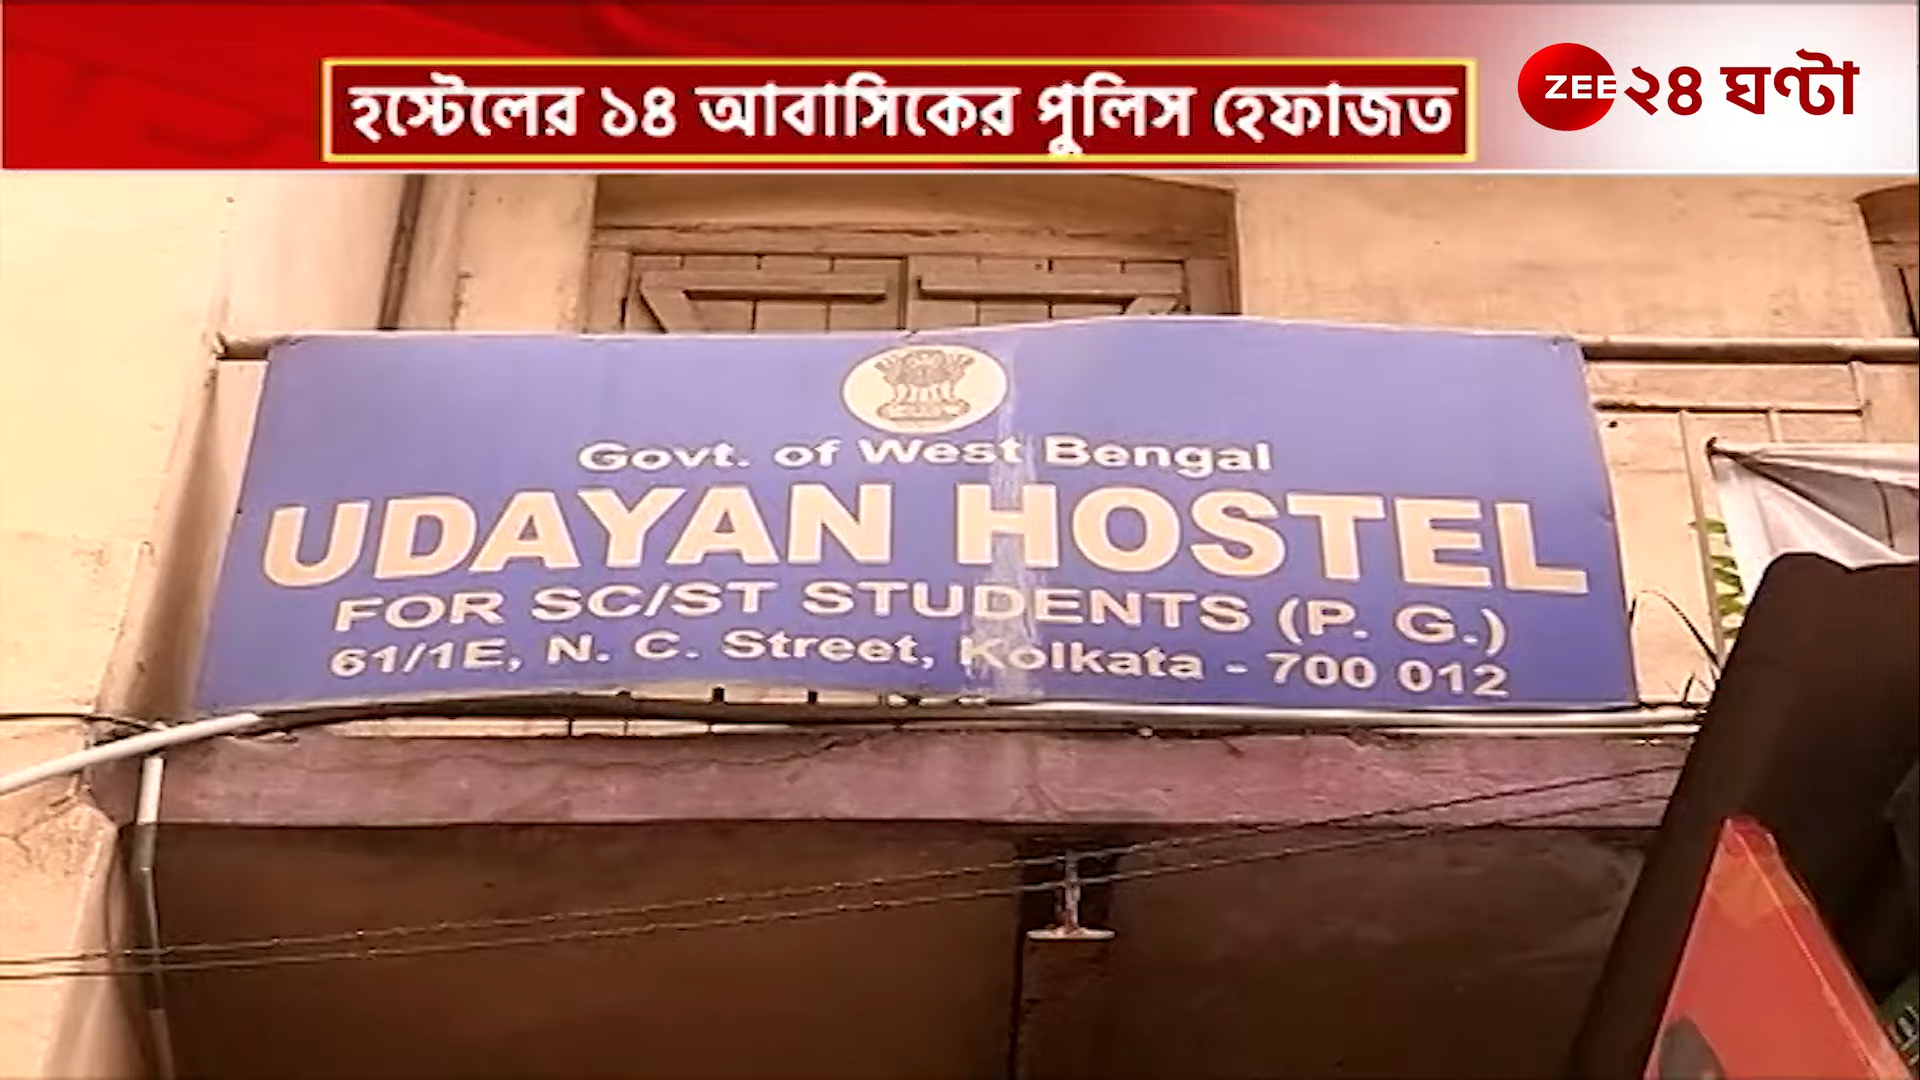 হস্টেলের ১৪ আবাসিকের পুলিস হেফাজত
ZEE ২৪ ঘণ্টা
Govt. of West Bengal
UDAYAN HOSTEL
FOR SC/ST STUDENTS (P. G.)
61/1E, N. C. Street, Kolkata - 700 012